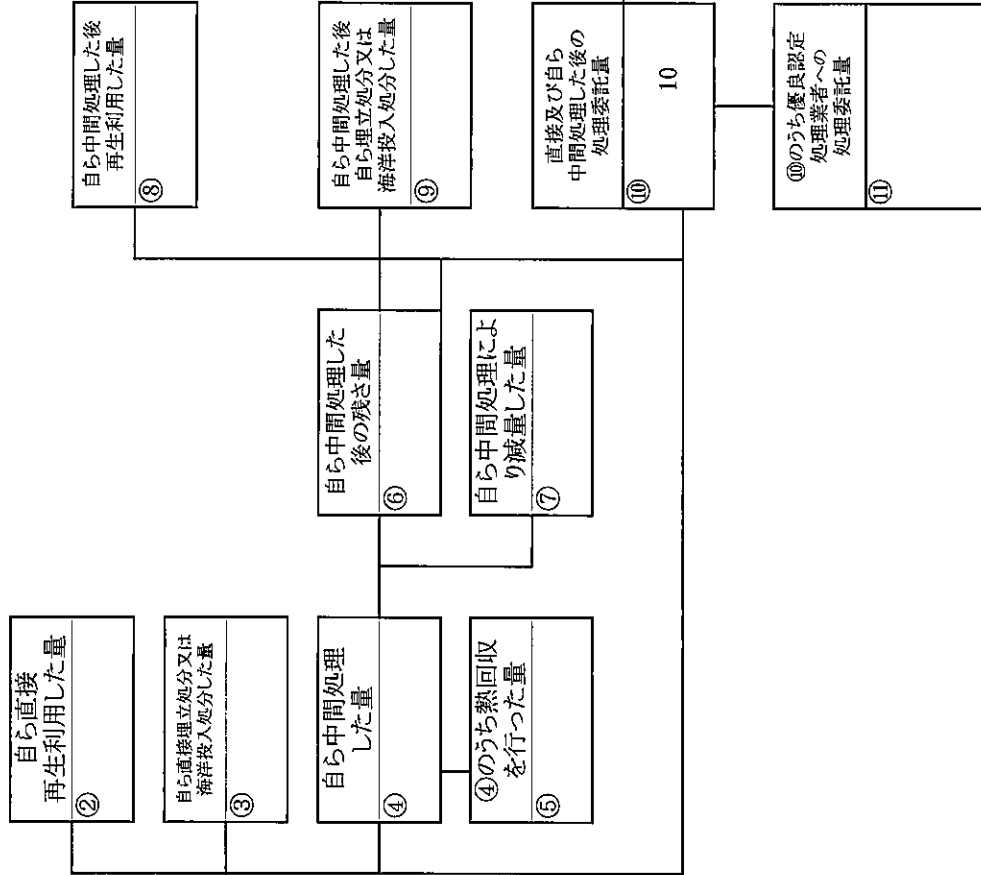 自ら直接
再生利用した量
②
自ら直接埋立処分又は
海洋投入処分した量
③
自ら中間処理
した量
④
④のうち熱回収
を行った量
⑤
自ら中間処理した
後の残さ量
⑥
自ら中間処理によ
り減量した量
⑦
自ら中間処理した後
再生利用した量
⑧
自ら中間処理した後
自ら埋立処分又は
海洋投入処分した量
⑨
直接及び自ら
中間処理した後の
処理委託量
⑩
10
⑩のうち優良認定
処理業者への
処理委託量
⑪